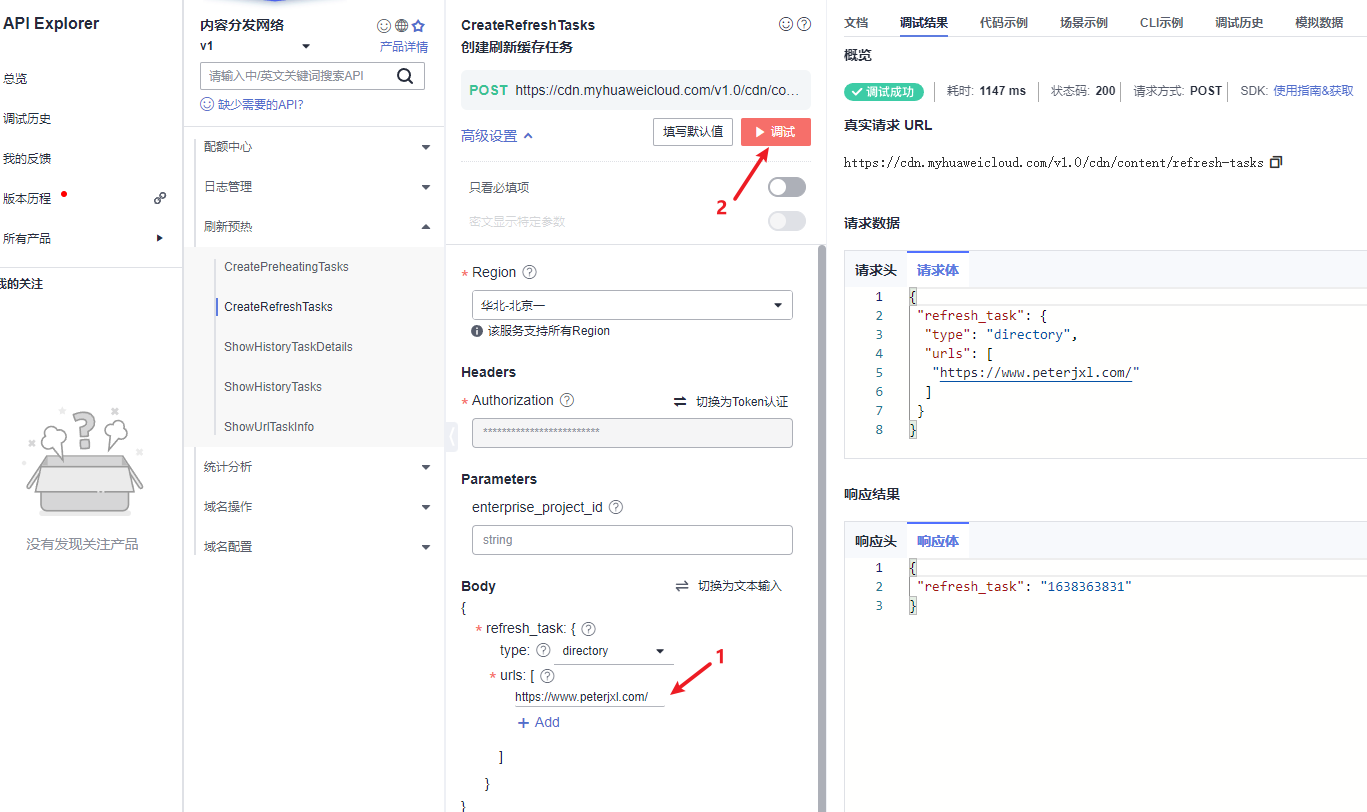 API Explorer
总览
调试历史
我的反馈
版本历程
所有产品
我的关注
没有发现关注产品
内容分发网络
v1
产品详情
请输入中/英文关键词搜索API
缺少需要的API?
配额中心
日志管理
刷新预热
CreatePreheatingTasks
CreateRefreshTasks
ShowHistoryTaskDetails
ShowHistoryTasks
ShowUrlTaskInfo
统计分析
域名操作
域名配置
CreateRefreshTasks
创建刷新缓存任务
POST https://cdn.myhuaweicloud.com/v1.0/cdn/co...
高级设置
填写默认值
调试
只看必填项
2
密文显示特定参数
* Region
华北-北京一
该服务支持所有Region
Headers
* Authorization
切换为Token认证
*************************
Parameters
enterprise_project_id
string
Body
切换为文本输入
{
* refresh_task: {
type: directory
1
* urls: [
https://www.peterjxl.com/
+ Add
]
}
}
文档 调试结果 代码示例 场景示例 CLI示例 调试历史 模拟数据
概览
调试成功 耗时: 1147 ms 状态码: 200 请求方式: POST SDK: 使用指南&获取
真实请求 URL
https://cdn.myhuaweicloud.com/v1.0/cdn/content/refresh-tasks
请求数据
请求头 请求体
1 {
2 "refresh_task": {
3 "type": "directory",
4 "urls": [
5 "https://www.peterjxl.com/"
6 ]
7 }
8 }
响应结果
响应头 响应体
1 {
2 "refresh_task": "1638363831"
3 }